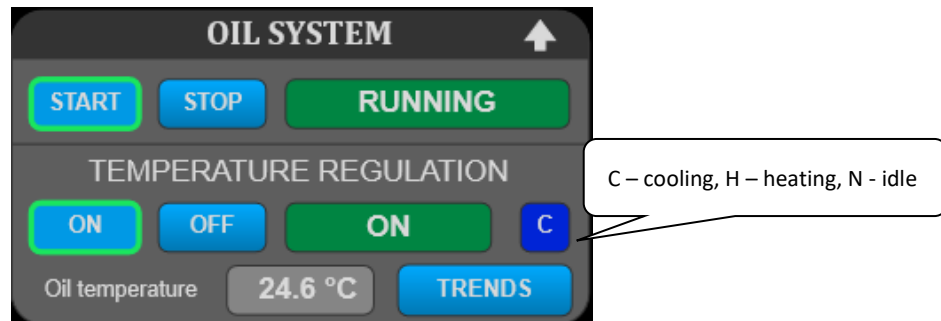 OIL SYSTEM
START STOP RUNNING
TEMPERATURE REGULATION
C – cooling, H – heating, N - idle
ON OFF ON C
Oil temperature 24.6 °C TRENDS